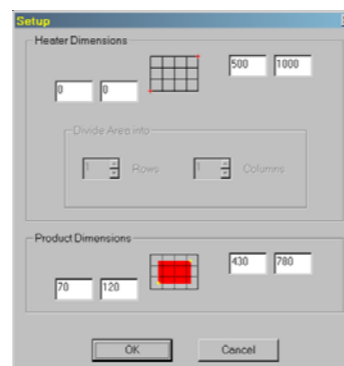 Setup
Heater Dimensions
500 1000
0 0
Divide Area into
1 Rows 1 Columns
Product Dimensions
430 780
70 120
OK Cancel